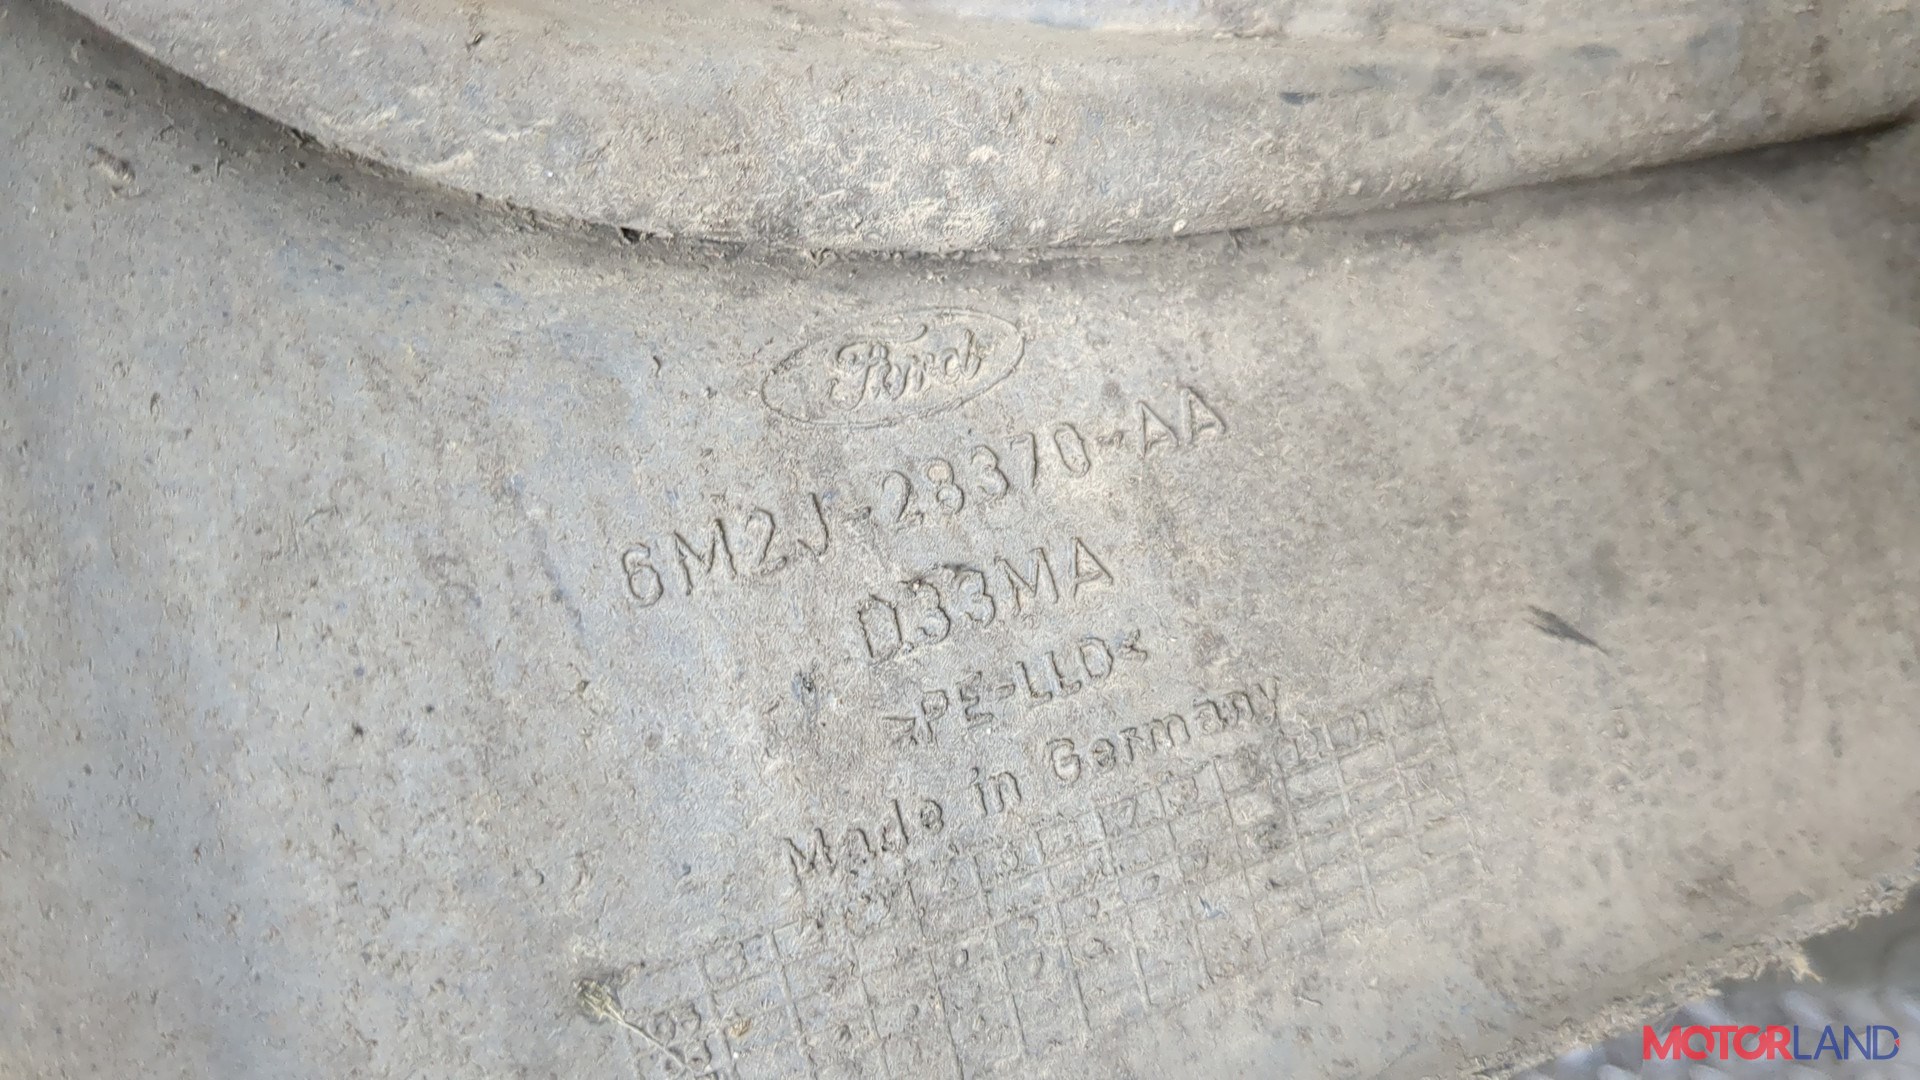 Ford
6M2J-28370-AA
D33MA
>PE-LLD<
Made in Germany
MOTORLAND